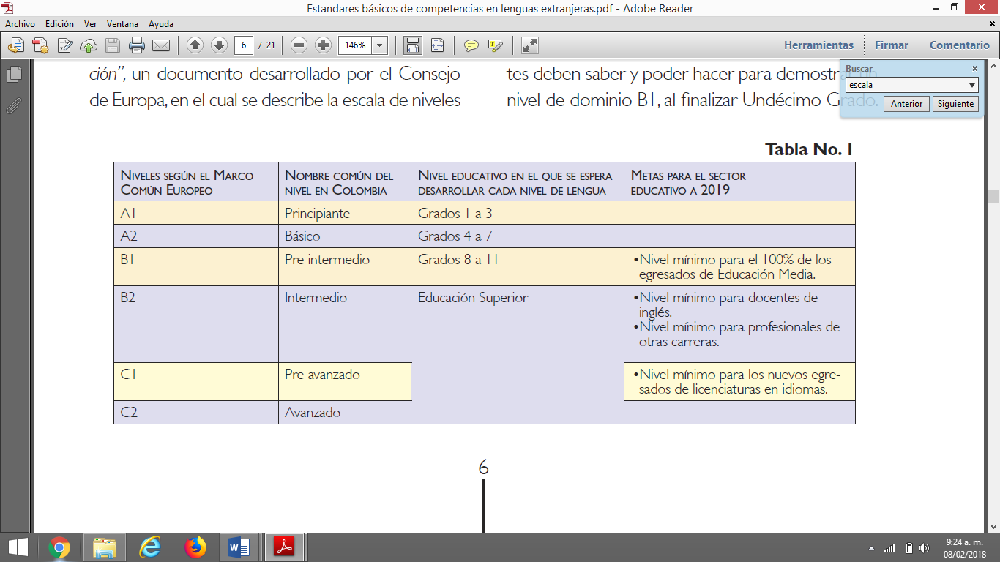 Estandares básicos de competencias en lenguas extranjeras.pdf - Adobe Reader
Archivo Edición Ver Ventana Ayuda
6 / 21 146% Herramientas Firmar Comentario
Buscar
escala
Anterior Siguiente
ción”, un documento desarrollado por el Consejo
de Europa, en el cual se describe la escala de niveles
tes deben saber y poder hacer para demostrar un
nivel de dominio B1, al finalizar Undécimo Grado.
Tabla No. 1
Niveles según el Marco
Común Europeo
Nombre común del
nivel en Colombia
Nivel educativo en el que se espera
desarrollar cada nivel de lengua
Metas para el sector
educativo a 2019
A1 Principiante Grados 1 a 3
A2 Básico Grados 4 a 7
B1 Pre intermedio Grados 8 a 11 •Nivel mínimo para el 100% de los
egresados de Educación Media.
B2 Intermedio Educación Superior •Nivel mínimo para docentes de
inglés.
•Nivel mínimo para profesionales de
otras carreras.
C1 Pre avanzado •Nivel mínimo para los nuevos egre-
sados de licenciaturas en idiomas.
C2 Avanzado
6
9:24 a. m.
08/02/2018